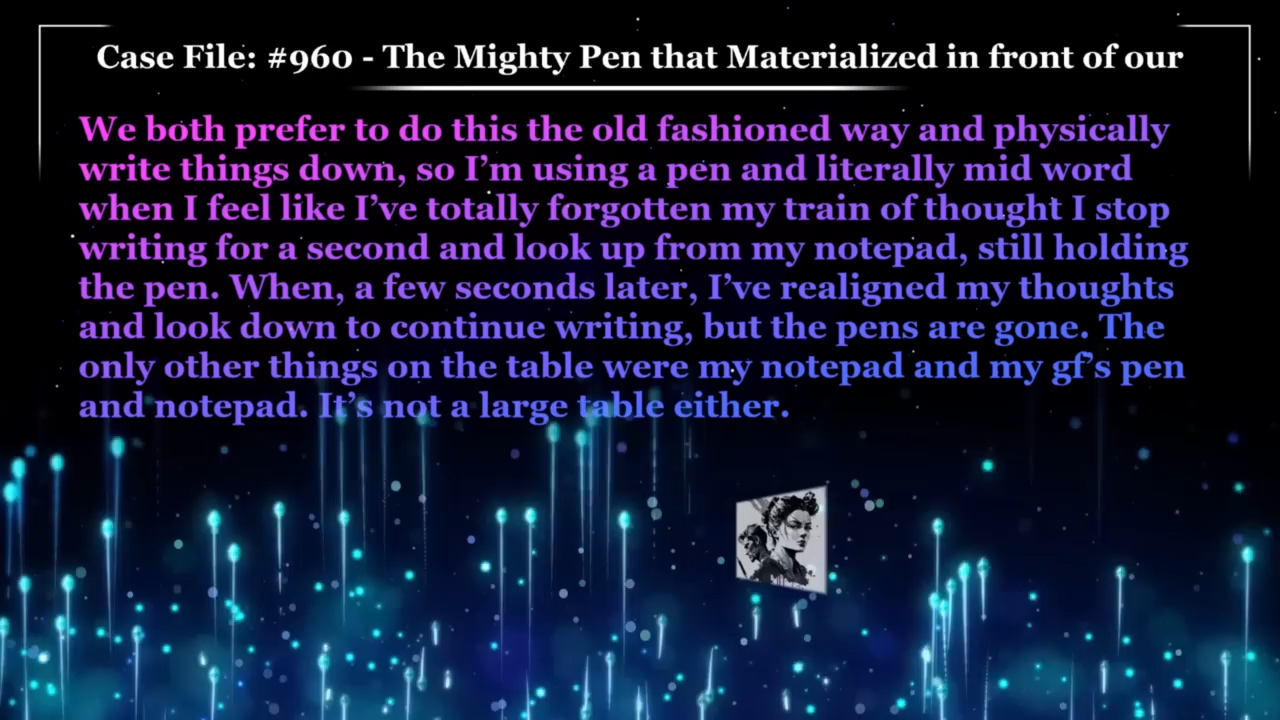 Case File: #960 - The Mighty Pen that Materialized in front of our
We both prefer to do this the old fashioned way and physically
write things down, so I’m using a pen and literally mid word
when I feel like I’ve totally forgotten my train of thought I stop
writing for a second and look up from my notepad, still holding
the pen. When, a few seconds later, I’ve realigned my thoughts
and look down to continue writing, but the pens are gone. The
only other things on the table were my notepad and my gf’s pen
and notepad. It’s not a large table either.